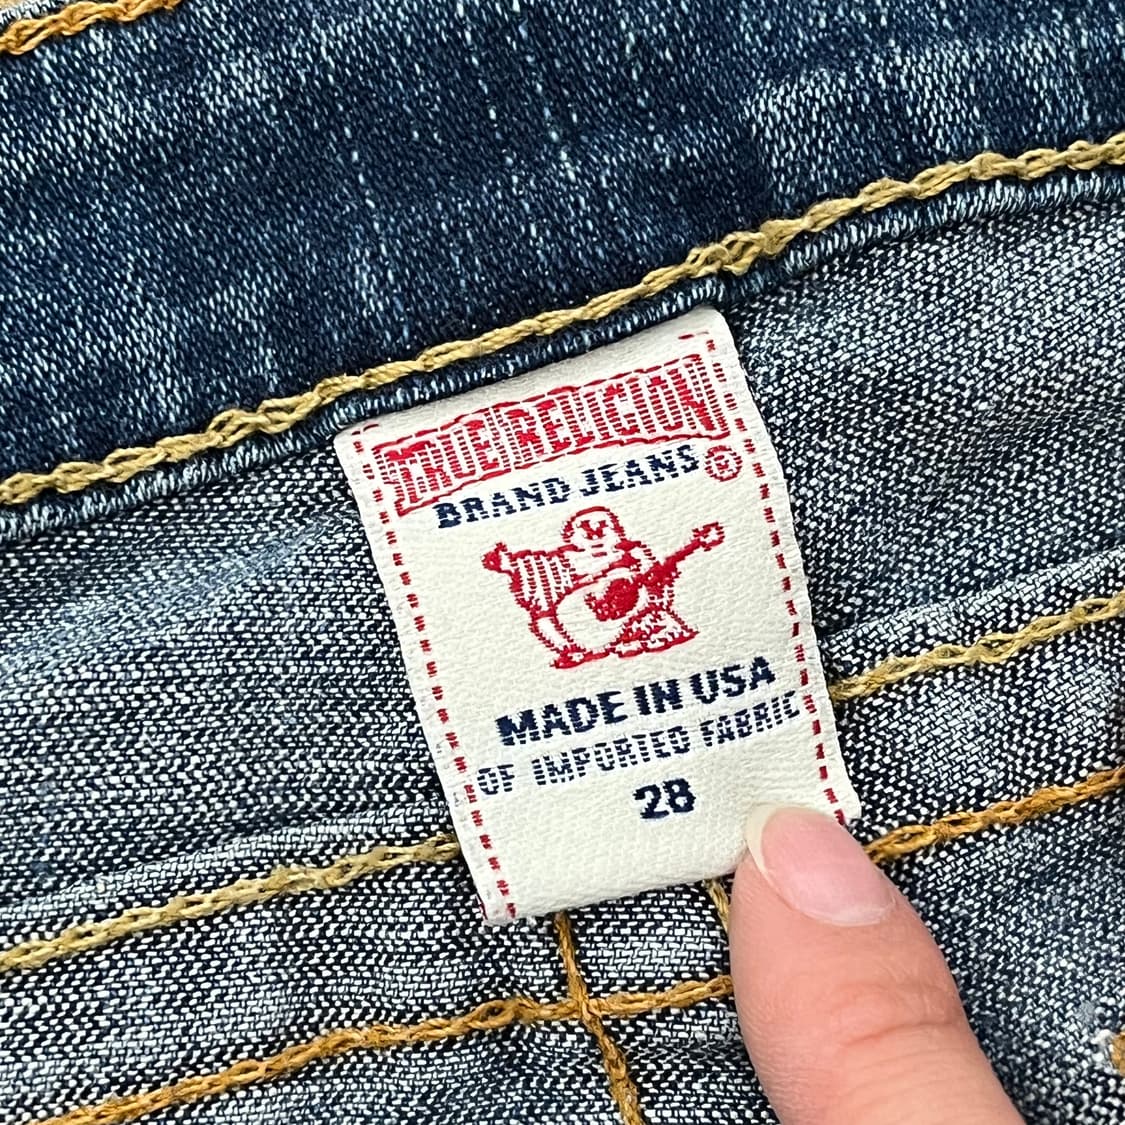 TRUE RELIGION
BRAND JEANS ®
MADE IN USA
OF IMPORTED FABRIC
28